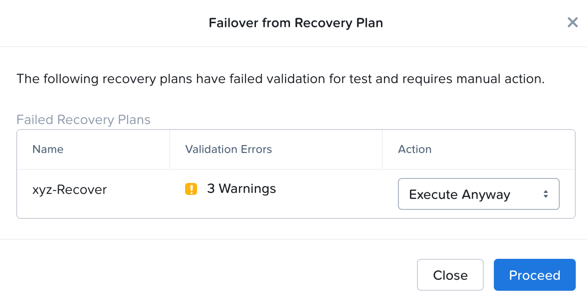 Failover from Recovery Plan
The following recovery plans have failed validation for test and requires manual action.
Failed Recovery Plans
Name Validation Errors Action
xyz-Recover 3 Warnings Execute Anyway
Close Proceed